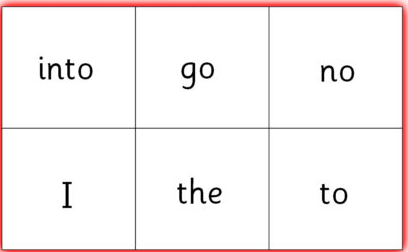 into go no
I the to